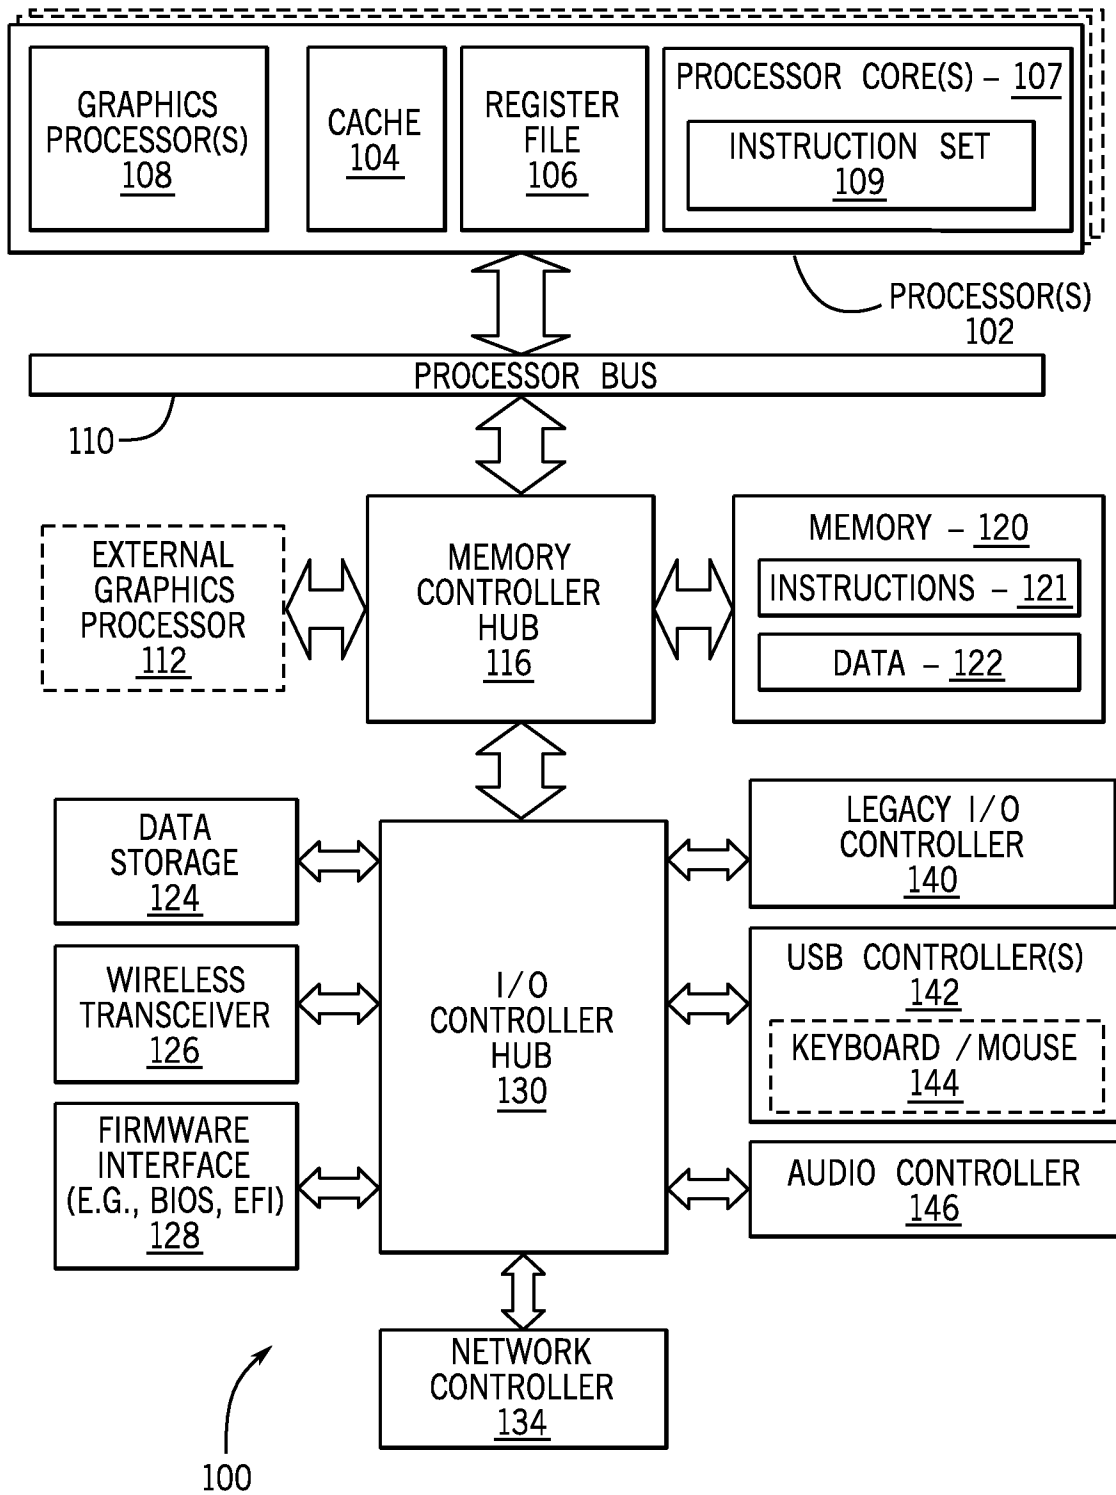 GRAPHICS
PROCESSOR(S)
108
CACHE
104
REGISTER
FILE
106
PROCESSOR CORE(S) – 107
INSTRUCTION SET
109
PROCESSOR(S)
102
PROCESSOR BUS
110
EXTERNAL
GRAPHICS
PROCESSOR
112
MEMORY
CONTROLLER
HUB
116
MEMORY – 120
INSTRUCTIONS – 121
DATA – 122
DATA
STORAGE
124
WIRELESS
TRANSCEIVER
126
FIRMWARE
INTERFACE
(E.G., BIOS, EFI)
128
I/O
CONTROLLER
HUB
130
LEGACY I/O
CONTROLLER
140
USB CONTROLLER(S)
142
KEYBOARD /MOUSE
144
AUDIO CONTROLLER
146
NETWORK
CONTROLLER
134
100